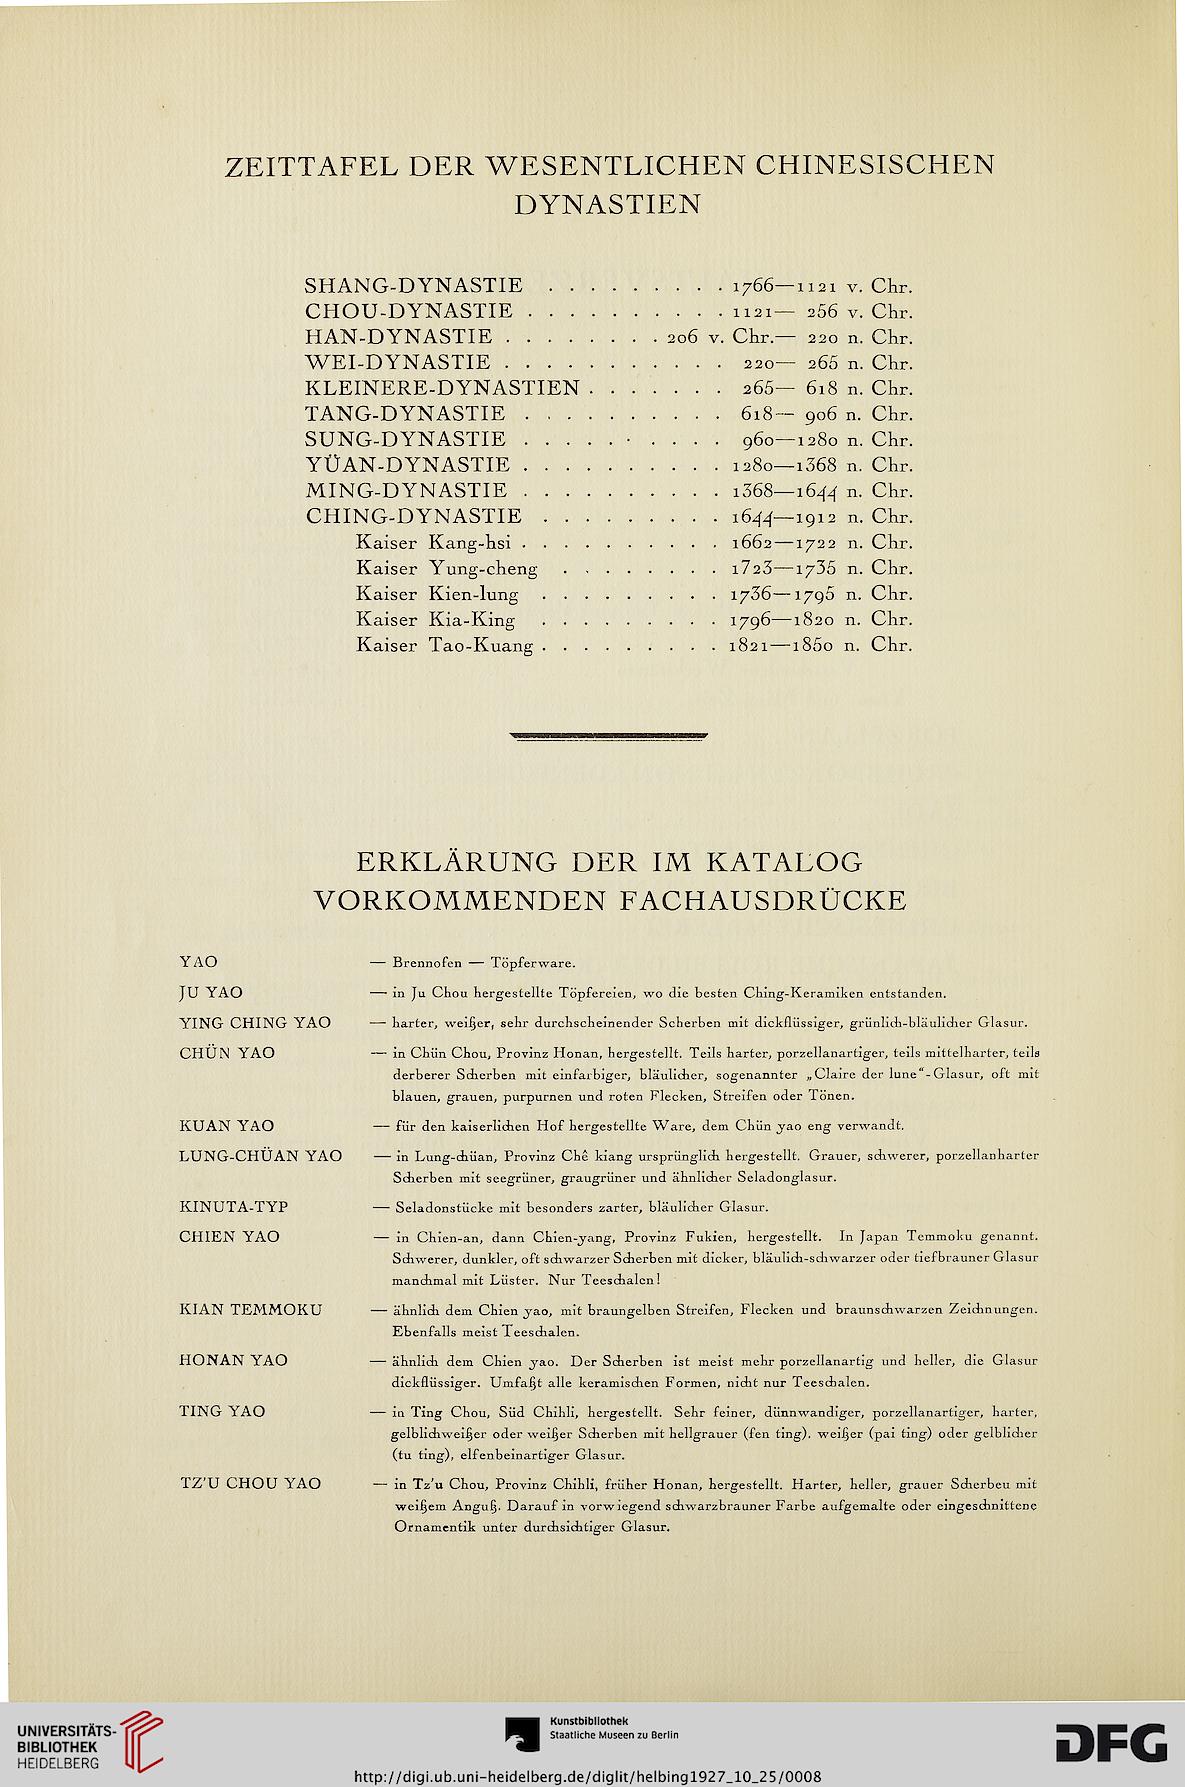 ZEITTAFEL DER WESENTLICHEN CHINESISCHEN
DYNASTIEN
SHANG-DYNASTIE . . . . . . . . . 1766—1121 v. Chr.
CHOU-DYNASTIE . . . . . . . . . . 1121— 256 v. Chr.
HAN-DYNASTIE . . . . . . . . 206 v. Chr.— 220 n. Chr.
WEI-DYNASTIE . . . . . . . . . . . 220— 265 n. Chr.
KLEINERE-DYNASTIEN . . . . . . . 265— 618 n. Chr.
TANG-DYNASTIE . . . . . . . . . . 618— 906 n. Chr.
SUNG-DYNASTIE . . . . . . . . . . 960—1280 n. Chr.
YÜAN-DYNASTIE . . . . . . . . . . 1280—1368 n. Chr.
MING-DYNASTIE . . . . . . . . . . 1368—1644 n. Chr.
CHING-DYNASTIE . . . . . . . . . 1644—1912 n. Chr.
Kaiser Kang-hsi . . . . . . . . . . 1662—1722 n. Chr.
Kaiser Yung-cheng . . . . . . . . 1723—1735 n. Chr.
Kaiser Kien-lung . . . . . . . . . 1736—1795 n. Chr.
Kaiser Kia-King . . . . . . . . . 1796—1820 n. Chr.
Kaiser Tao-Kuang . . . . . . . . . 1821—1850 n. Chr.
ERKLÄRUNG DER IM KATALOG
VORKOMMENDEN FACHAUSDRÜCKE
YAO — Brennofen — Töpferware.
JU YAO — in Ju Chou hergestellte Töpfereien, wo die besten Ching-Keramiken entstanden.
YING CHING YAO — harter, weißer, sehr durchscheinender Scherben mit dickflüssiger, grünlich-bläulicher Glasur.
CHÜN YAO — in Chün Chou, Provinz Honan, hergestellt. Teils harter, porzellanartiger, teils mittelharter, teils
derberer Scherben mit einfarbiger, bläulicher, sogenannter „Claire der lune“-Glasur, oft mit
blauen, grauen, purpurnen und roten Flecken, Streifen oder Tönen.
KUAN YAO — für den kaiserlichen Hof hergestellte Ware, dem Chün yao eng verwandt.
LUNG-CHÜAN YAO — in Lung-chüan, Provinz Chê kiang ursprünglich hergestellt. Grauer, schwerer, porzellanharter
Scherben mit seegrüner, graugrüner und ähnlicher Seladonglasur.
KINUTA-TYP — Seladonstücke mit besonders zarter, bläulicher Glasur.
CHIEN YAO — in Chien-an, dann Chien-yang, Provinz Fukien, hergestellt. In Japan Temmoku genannt.
Schwerer, dunkler, oft schwarzer Scherben mit dicker, bläulich-schwarzer oder tiefbrauner Glasur
manchmal mit Lüster. Nur Teeschalen!
KIAN TEMMOKU — ähnlich dem Chien yao, mit braungelben Streifen, Flecken und braunschwarzen Zeichnungen.
Ebenfalls meist Teeschalen.
HONAN YAO — ähnlich dem Chien yao. Der Scherben ist meist mehr porzellanartig und heller, die Glasur
dickflüssiger. Umfaßt alle keramischen Formen, nicht nur Teeschalen.
TING YAO — in Ting Chou, Süd Chihli, hergestellt. Sehr feiner, dünnwandiger, porzellanartiger, harter,
gelblichweißer oder weißer Scherben mit hellgrauer (fen ting). weißer (pai ting) oder gelblicher
(tu ting), elfenbeinartiger Glasur.
TZ'U CHOU YAO — in Tz'u Chou, Provinz Chihli, früher Honan, hergestellt. Harter, heller, grauer Scherbeu mit
weißem Anguß. Darauf in vorwiegend schwarzbrauner Farbe aufgemalte oder eingeschnittene
Ornamentik unter durchsichtiger Glasur.
UNIVERSITÄTS-
BIBLIOTHEK
HEIDELBERG
Kunstbibliothek
Staatliche Museen zu Berlin
DFG
http://digi.ub.uni-heidelberg.de/diglit/helbing1927_10_25/0008